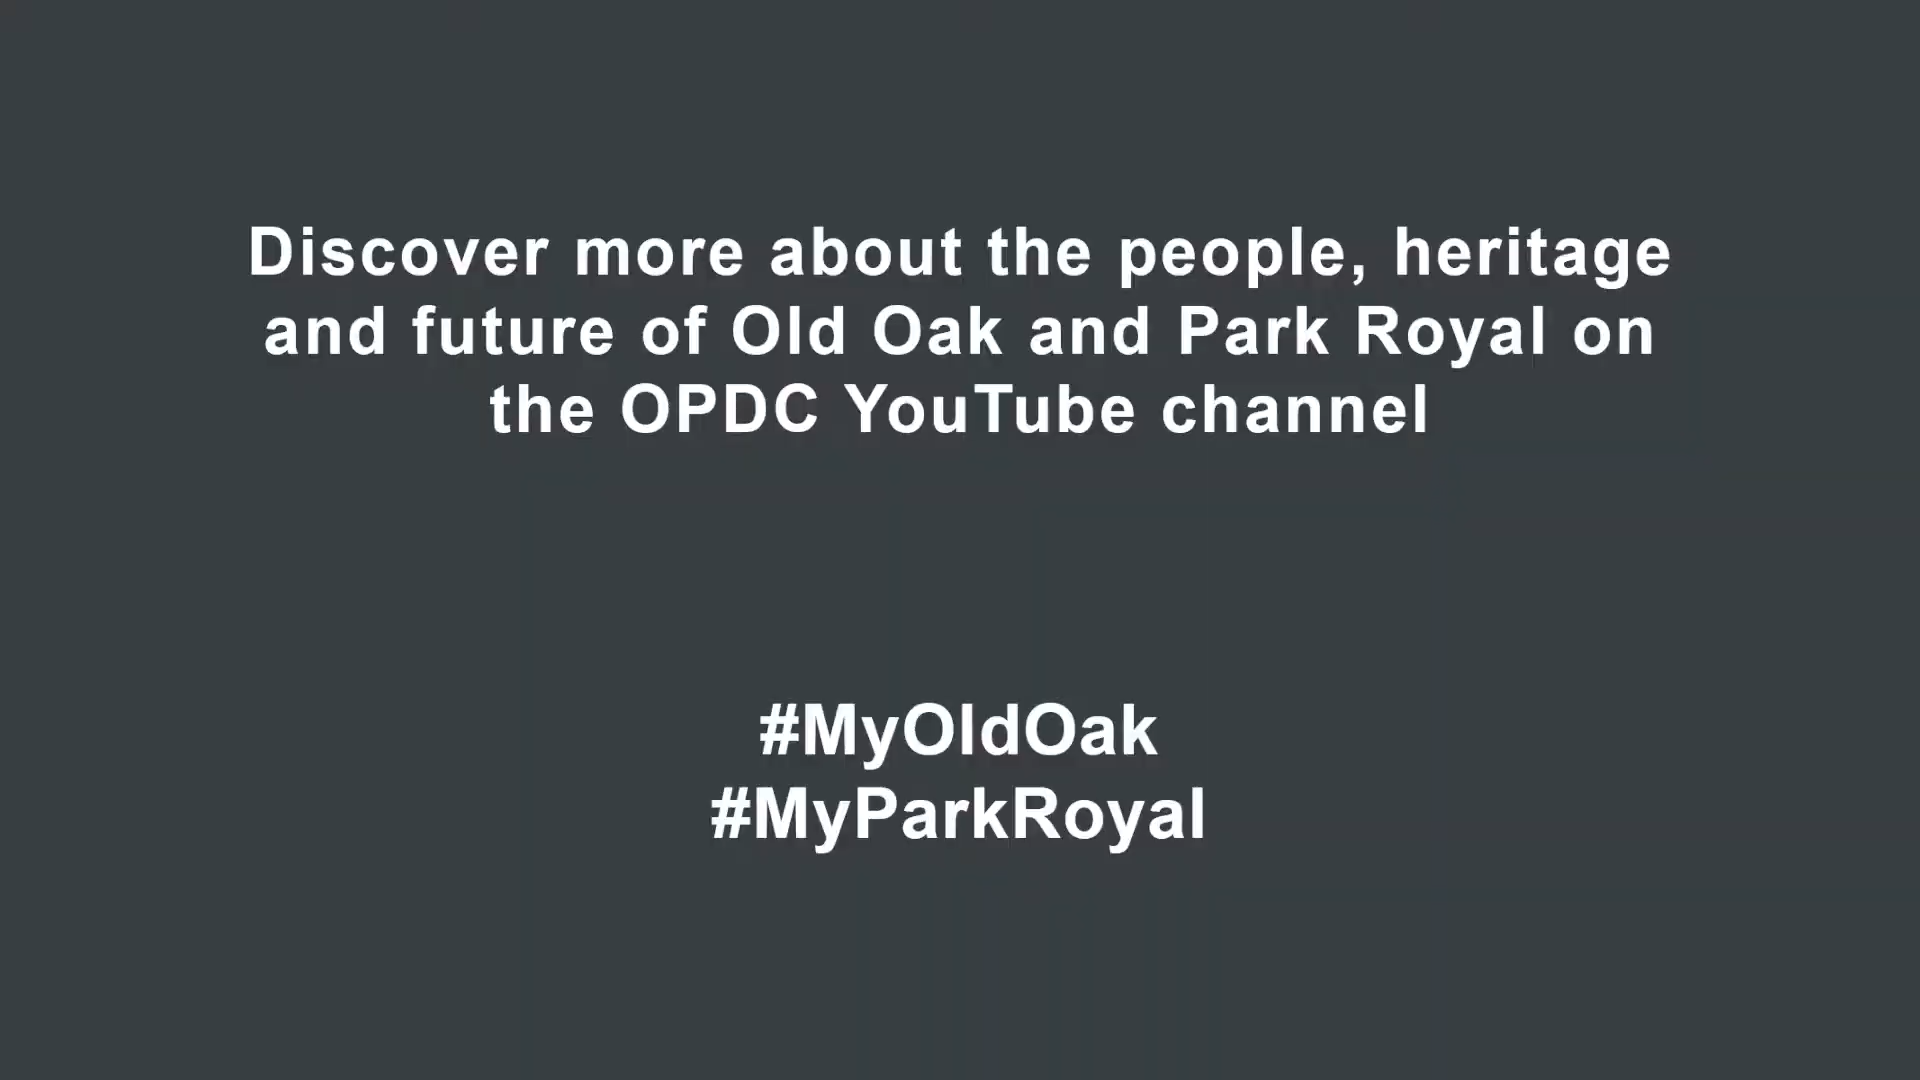 Discover more about the people, heritage
and future of Old Oak and Park Royal on
the OPDC YouTube channel
#MyOldOak
#MyParkRoyal